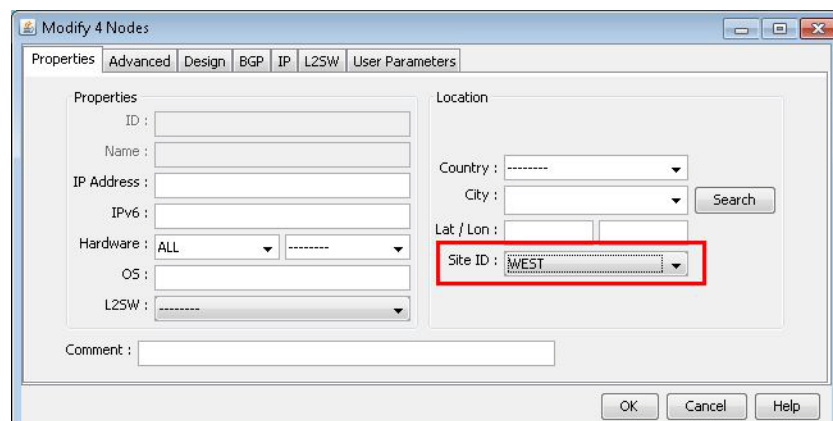 Modify 4 Nodes
Properties Advanced Design BGP IP L2SW User Parameters
Properties
ID :
Name :
IP Address :
IPv6 :
Hardware : ALL --------
OS :
L2SW : --------
Location
Country : --------
City : Search
Lat / Lon :
Site ID : WEST
Comment :
OK Cancel Help